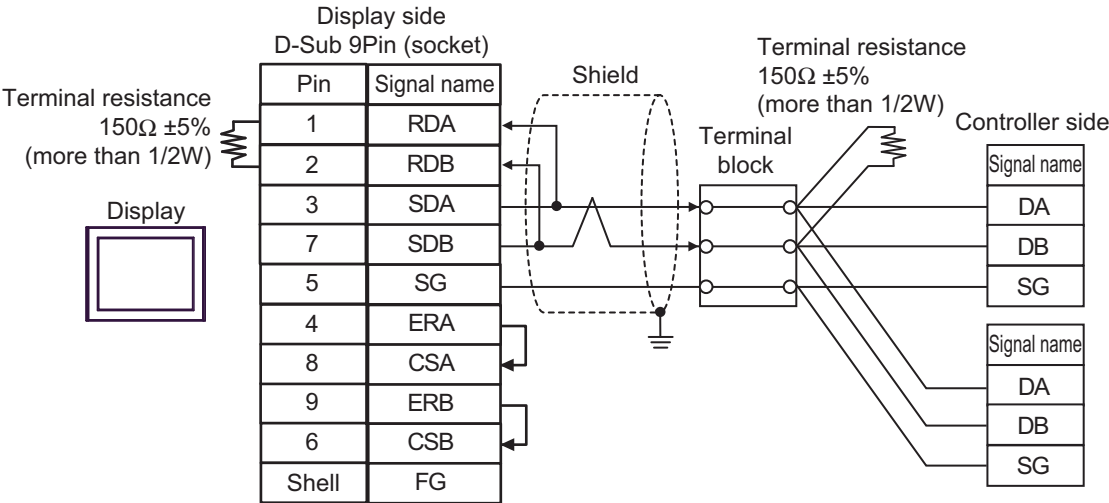 Display side
D-Sub 9Pin (socket)
Terminal resistance
150Ω ±5%
(more than 1/2W)
Display
Pin Signal name
1 RDA
2 RDB
3 SDA
7 SDB
5 SG
4 ERA
8 CSA
9 ERB
6 CSB
Shell FG
Shield
Terminal
block
Terminal resistance
150Ω ±5%
(more than 1/2W)
Controller side
Signal name
DA
DB
SG
Signal name
DA
DB
SG